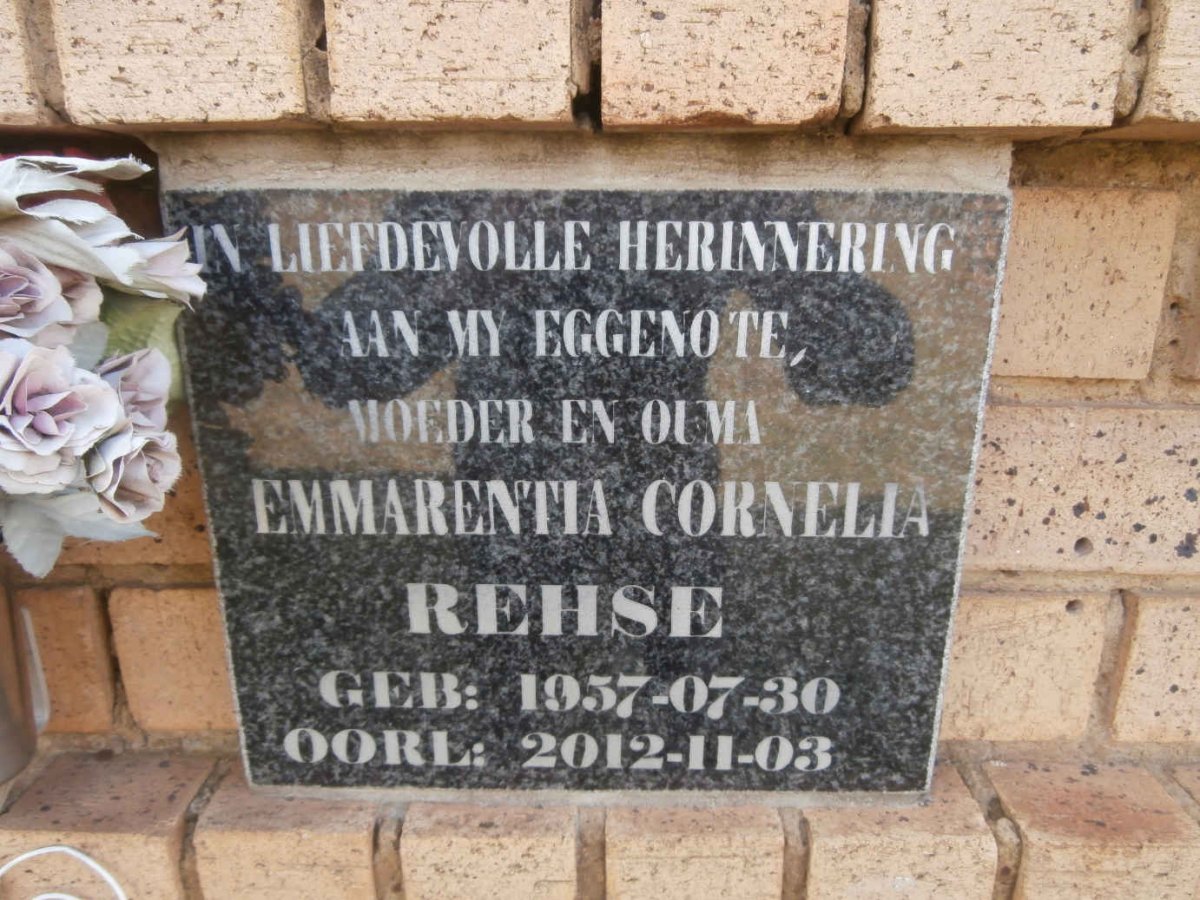 IN LIEFDEVOLLE HERINNERING
AAN MY EGGENOTE,
MOEDER EN OUMA
EMMARENTIA CORNELIA
REHSE
GEB: 1957-07-30
OORL: 2012-11-03